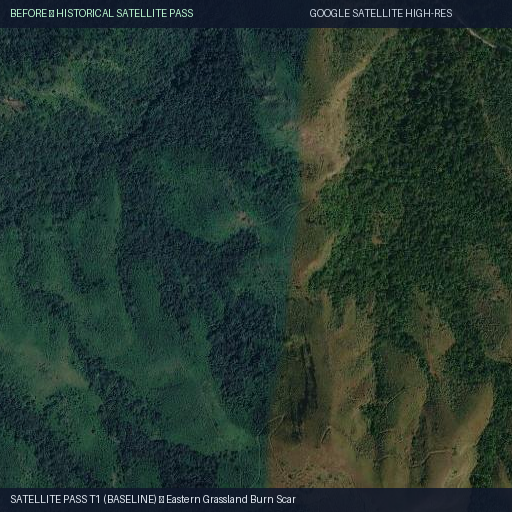 BEFORE □ HISTORICAL SATELLITE PASS
GOOGLE SATELLITE HIGH-RES
SATELLITE PASS T1 (BASELINE) □ Eastern Grassland Burn Scar